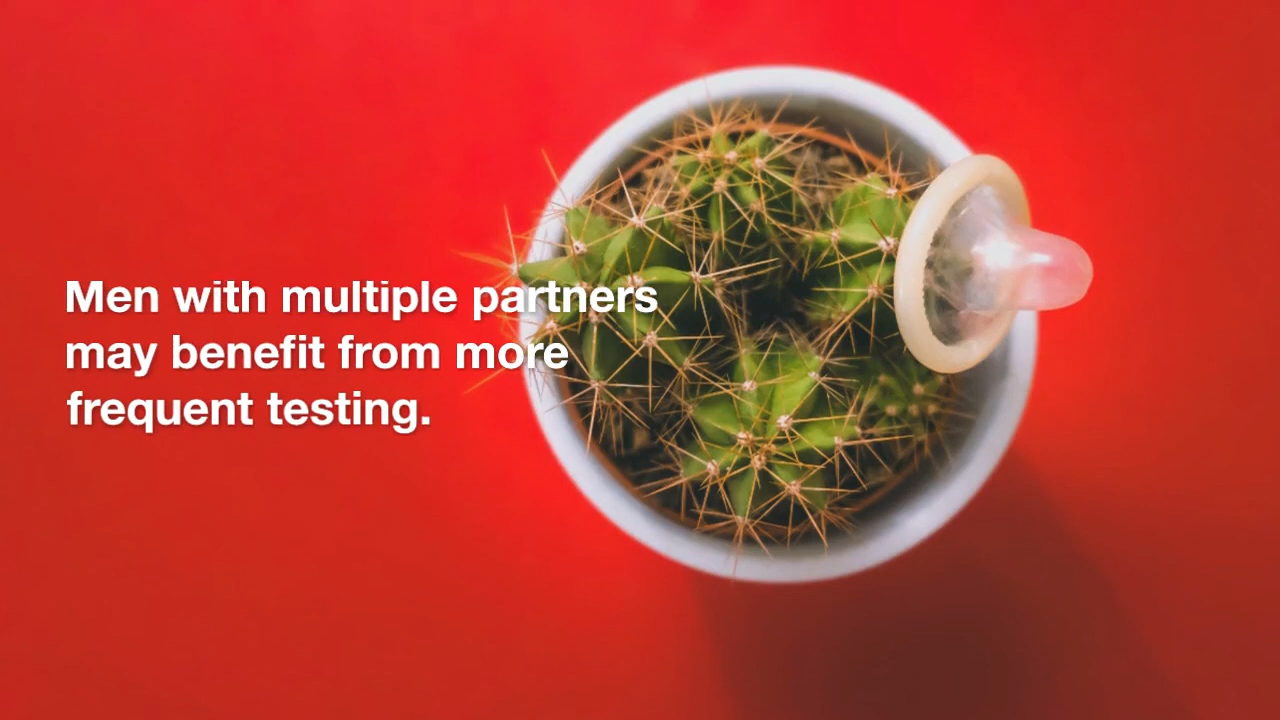 Men with multiple partners
may benefit from more
frequent testing.